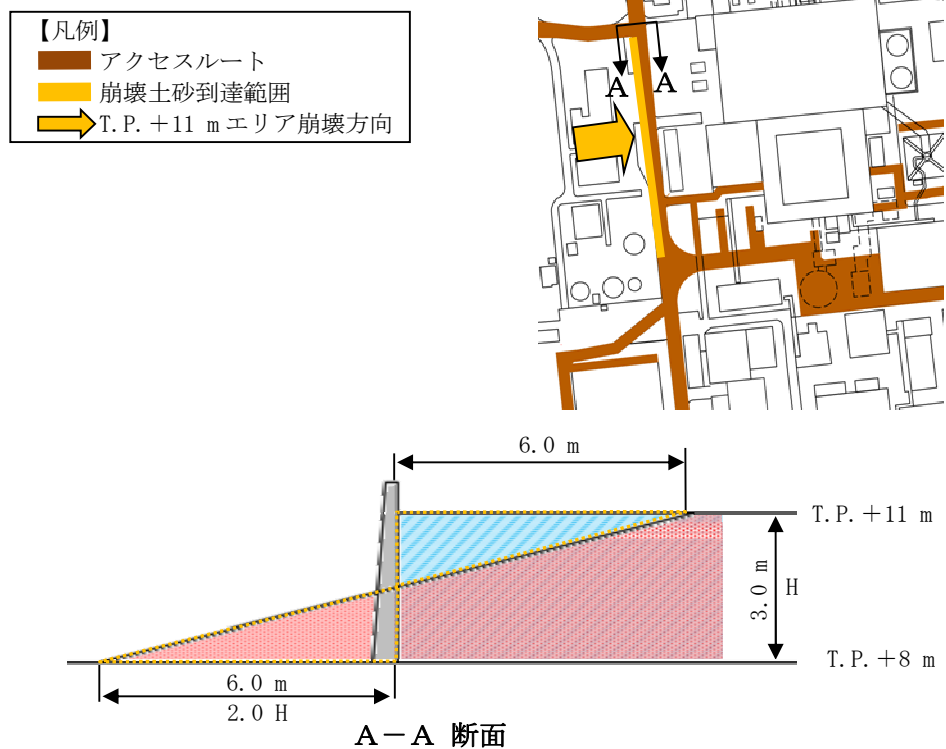 【凡例】
アクセスルート
崩壊土砂到達範囲
T.P.＋11 mエリア崩壊方向
A A
6.0 m
T.P.＋11 m
3.0 m
H
T.P.＋8 m
6.0 m
2.0 H
A－A 断面